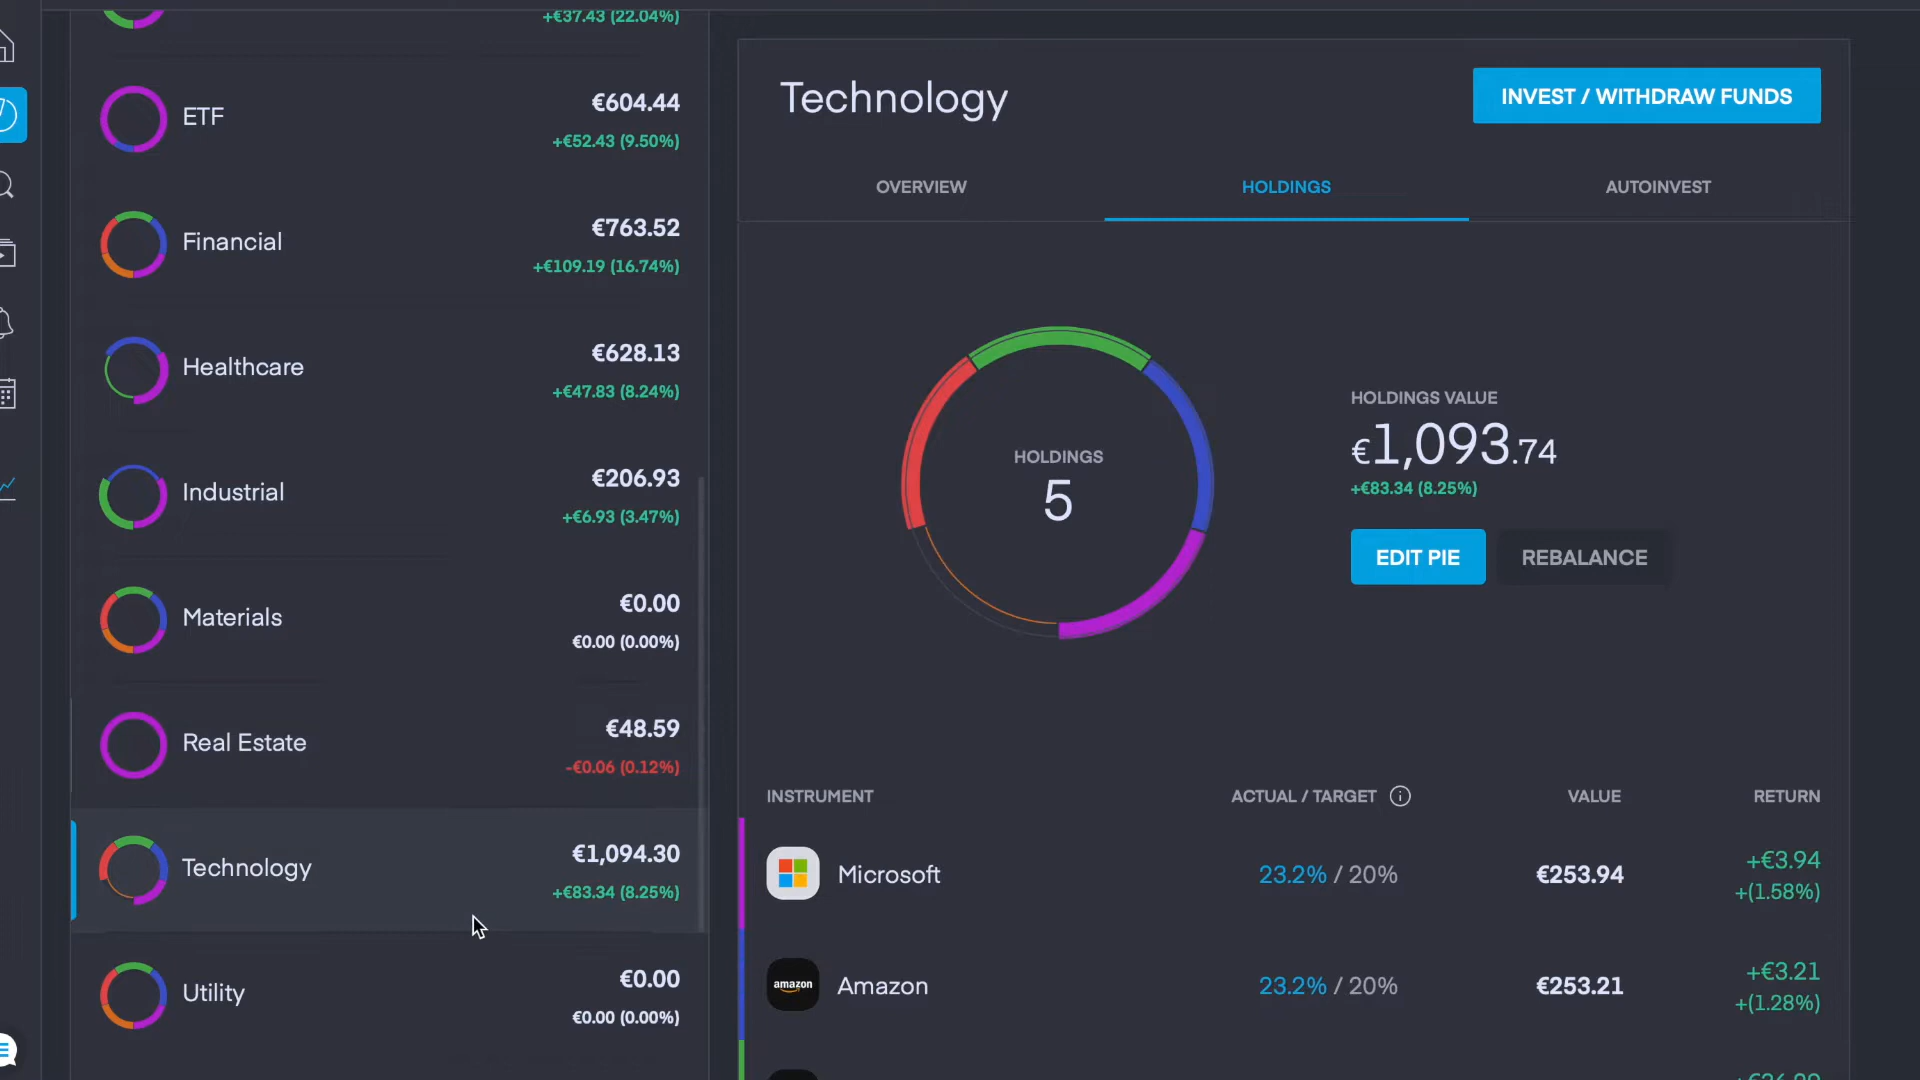 +€37.43 (22.04%)
ETF
€604.44
+€52.43 (9.50%)
Financial
€763.52
+€109.19 (16.74%)
Healthcare
€628.13
+€47.83 (8.24%)
Industrial
€206.93
+€6.93 (3.47%)
Materials
€0.00
€0.00 (0.00%)
Real Estate
€48.59
-€0.06 (0.12%)
Technology
€1,094.30
+€83.34 (8.25%)
Utility
€0.00
€0.00 (0.00%)
Technology
INVEST / WITHDRAW FUNDS
OVERVIEW
HOLDINGS
AUTOINVEST
HOLDINGS
5
HOLDINGS VALUE
€1,093.74
+€83.34 (8.25%)
EDIT PIE
REBALANCE
INSTRUMENT
ACTUAL / TARGET
VALUE
RETURN
Microsoft
23.2% / 20%
€253.94
+€3.94
+(1.58%)
amazon
Amazon
23.2% / 20%
€253.21
+€3.21
+(1.28%)